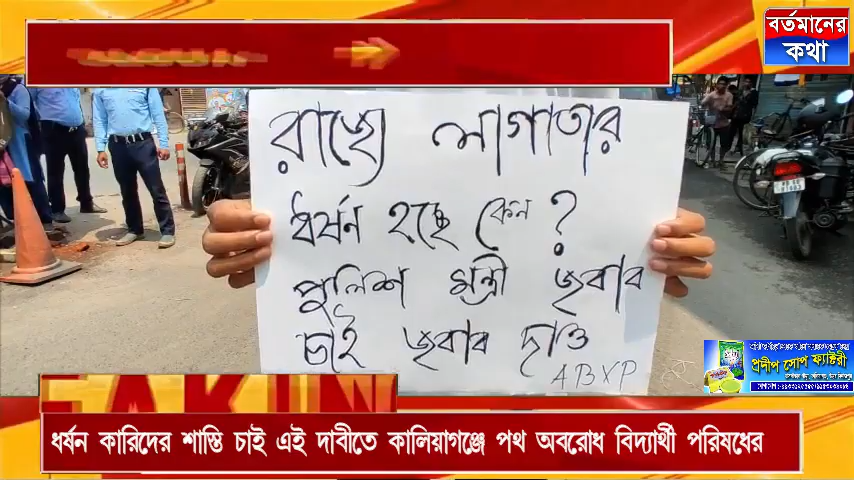 বর্তমানের
কথা
রাজ্যে লাগাতার
ধর্ষন হচ্ছে কেন ?
পুলিশ মন্ত্রী জবাব
চাই জবাব দাও
ABVP
প্রদীপ সোপ ফ্যাক্টরী
ধর্ষন কারিদের শাস্তি চাই এই দাবীতে কালিয়াগঞ্জে পথ অবরোধ বিদ্যার্থী পরিষধের